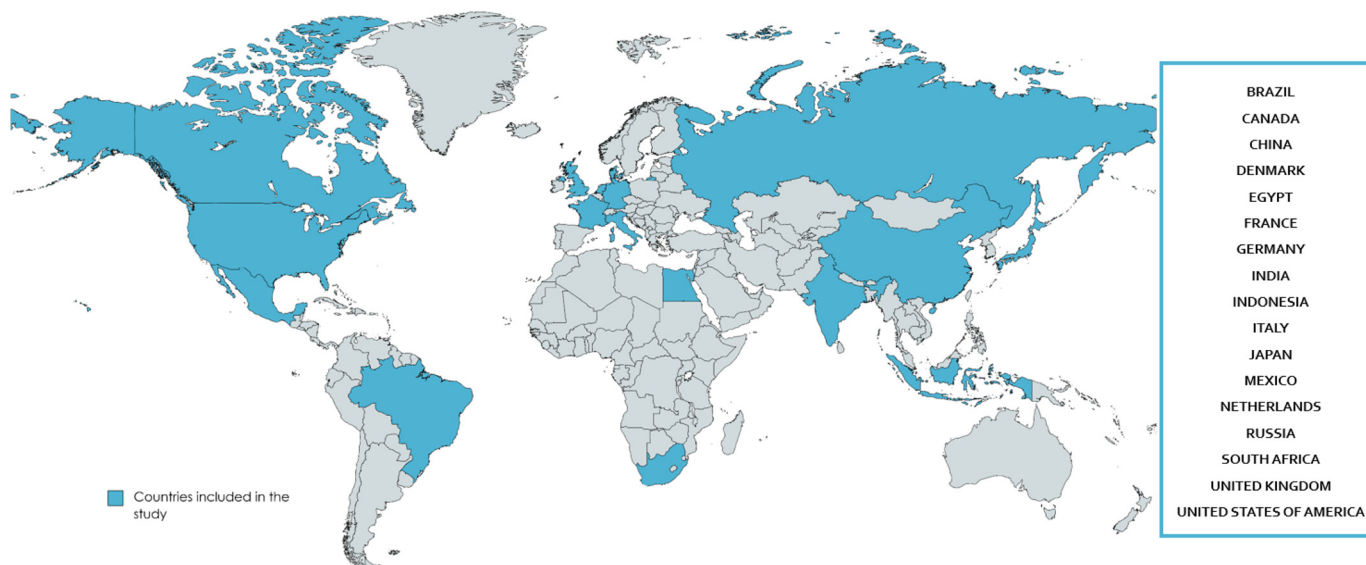 BRAZIL
CANADA
CHINA
DENMARK
EGYPT
FRANCE
GERMANY
INDIA
INDONESIA
ITALY
JAPAN
MEXICO
NETHERLANDS
RUSSIA
SOUTH AFRICA
UNITED KINGDOM
UNITED STATES OF AMERICA
Countries included in the
study